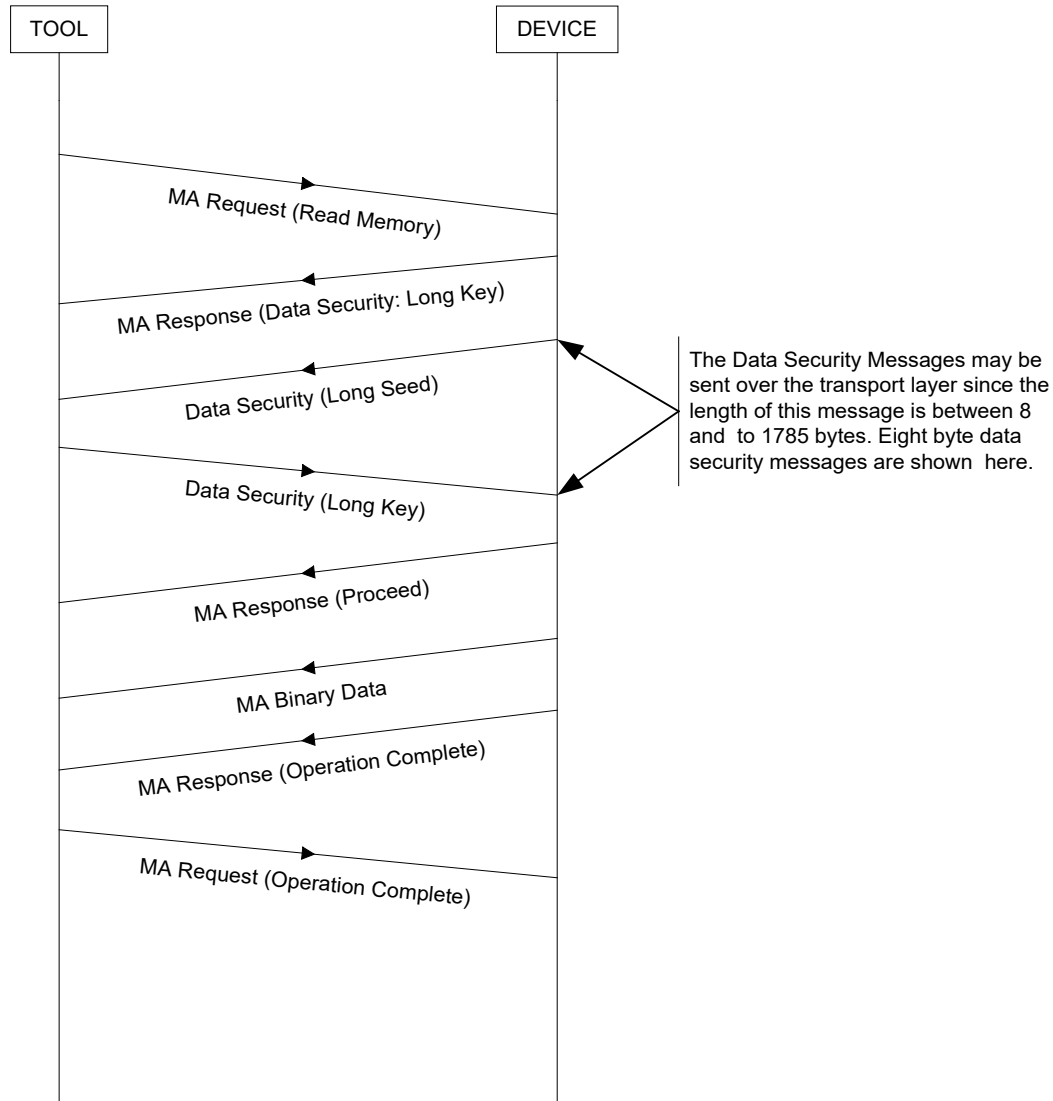 TOOL
DEVICE
MA Request (Read Memory)
MA Response (Data Security: Long Key)
Data Security (Long Seed)
The Data Security Messages may be
sent over the transport layer since the
length of this message is between 8
and  to 1785 bytes. Eight byte data
security messages are shown  here.
Data Security (Long Key)
MA Response (Proceed)
MA Binary Data
MA Response (Operation Complete)
MA Request (Operation Complete)